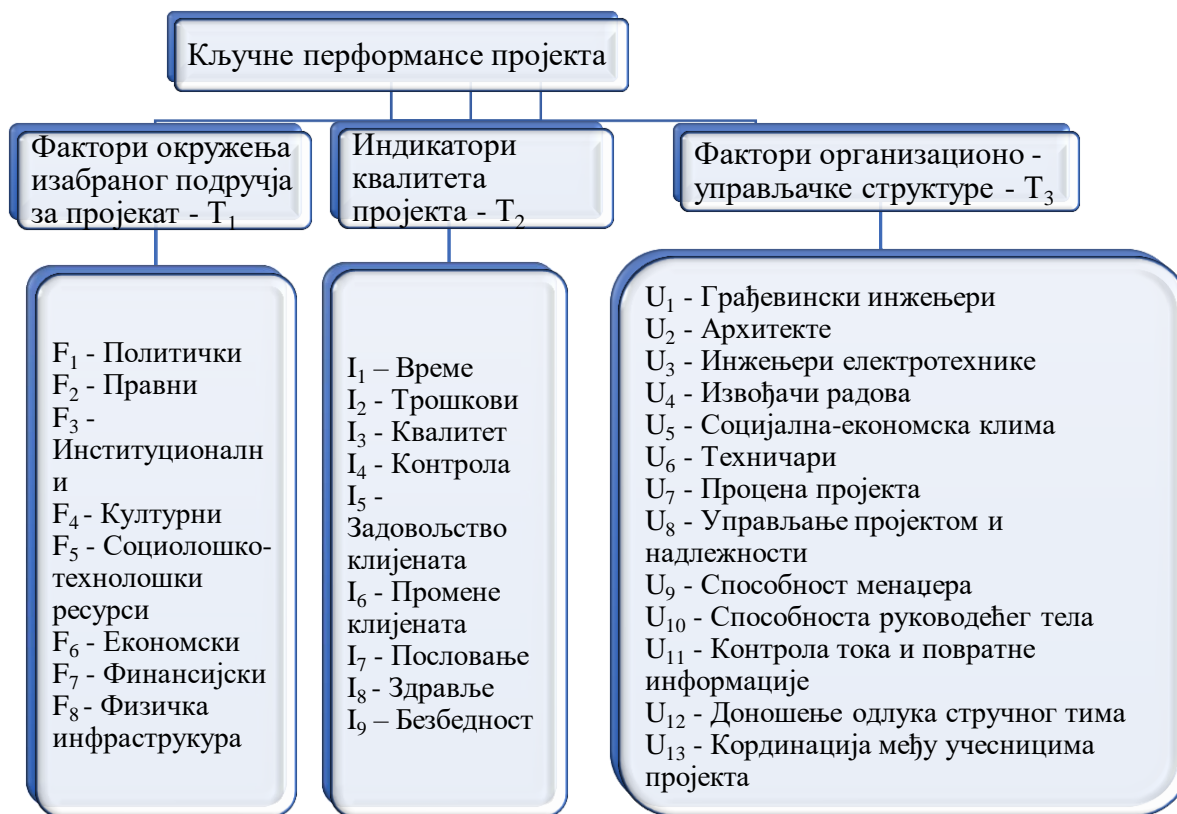 Кључне перформансе пројекта
Фактори окружења
изабраног подручја
за пројекат - T₁
Индикатори
квалитета
пројекта - T₂
Фактори организационо -
управљачке структуре - T₃
F₁ - Политички
F₂ - Правни
F₃ -
Институционалн
и
F₄ - Културни
F₅ - Социолошко-
технолошки
ресурси
F₆ - Економски
F₇ - Финансијски
F₈ - Физичка
инфраструкура
I₁ – Време
I₂ - Трошкови
I₃ - Квалитет
I₄ - Контрола
I₅ -
Задовољство
клијената
I₆ - Промене
клијената
I₇ - Пословање
I₈ - Здравље
I₉ – Безбедност
U₁ - Грађевински инжењери
U₂ - Архитекте
U₃ - Инжењери електротехнике
U₄ - Извођачи радова
U₅ - Социјална-економска клима
U₆ - Техничари
U₇ - Процена пројекта
U₈ - Управљање пројектом и
надлежности
U₉ - Способност менаџера
U₁₀ - Способноста руководећег тела
U₁₁ - Контрола тока и повратне
информације
U₁₂ - Доношење одлука стручног тима
U₁₃ - Кординација међу учесницима
пројекта